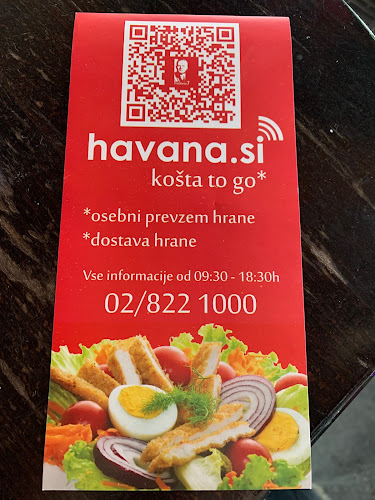 havana.si
košta to go*
*osebni prevzem hrane
*dostava hrane
Vse informacije od 09:30 - 18:30h
02/822 1000